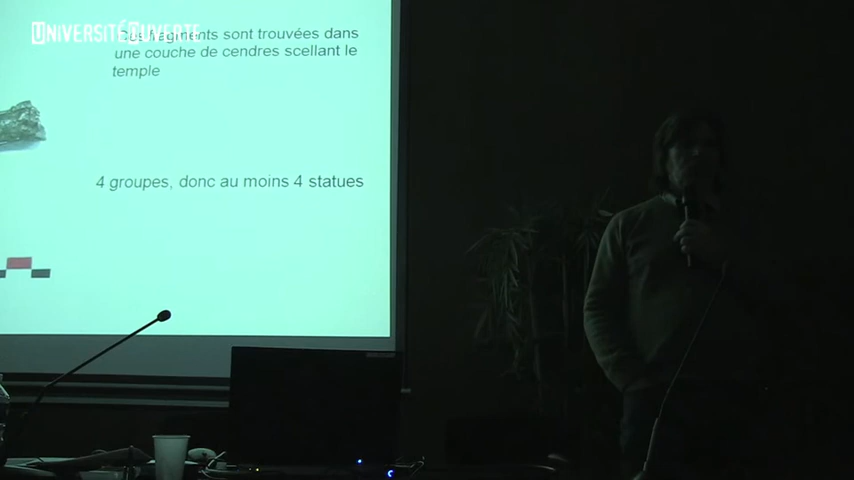 UNIVERSITÉ OUVERTE
fragments sont trouvées dans
une couche de cendres scellant le
temple
4 groupes, donc au moins 4 statues